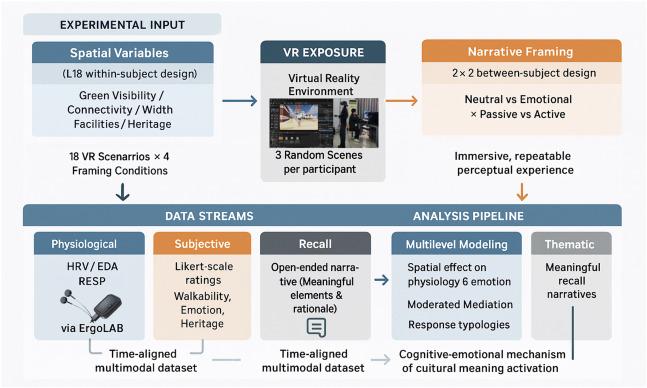 EXPERIMENTAL INPUT
Spatial Variables
(L18 within-subject design)
Green Visibility /
Connectivity / Width
Facilities / Heritage
18 VR Scenarrios × 4
Framing Conditions
VR EXPOSURE
Virtual Reality
Environment
3 Random Scenes
per participant
Narrative Framing
2 × 2 between-subject design
Neutral vs Emotional
× Passive vs Active
Immersive, repeatable
perceptual experience
DATA STREAMS
ANALYSIS PIPELINE
Physiological
HRV / EDA
RESP
via ErgoLAB
Subjective
Likert-scale
ratings
Walkability,
Emotion,
Heritage
Recall
Open-ended narra-
tive (Meaningful
elements &
rationale)
Multilevel Modeling
Spatial effect on
physiology 6 emotion
Moderated Mediation
Response typologies
Thematic
Meaningful
recall
narratives
Time-aligned
multimodal dataset
Time-aligned
multimodal dataset
Cognitive-emotional mechanism
of cuitural meaning activation